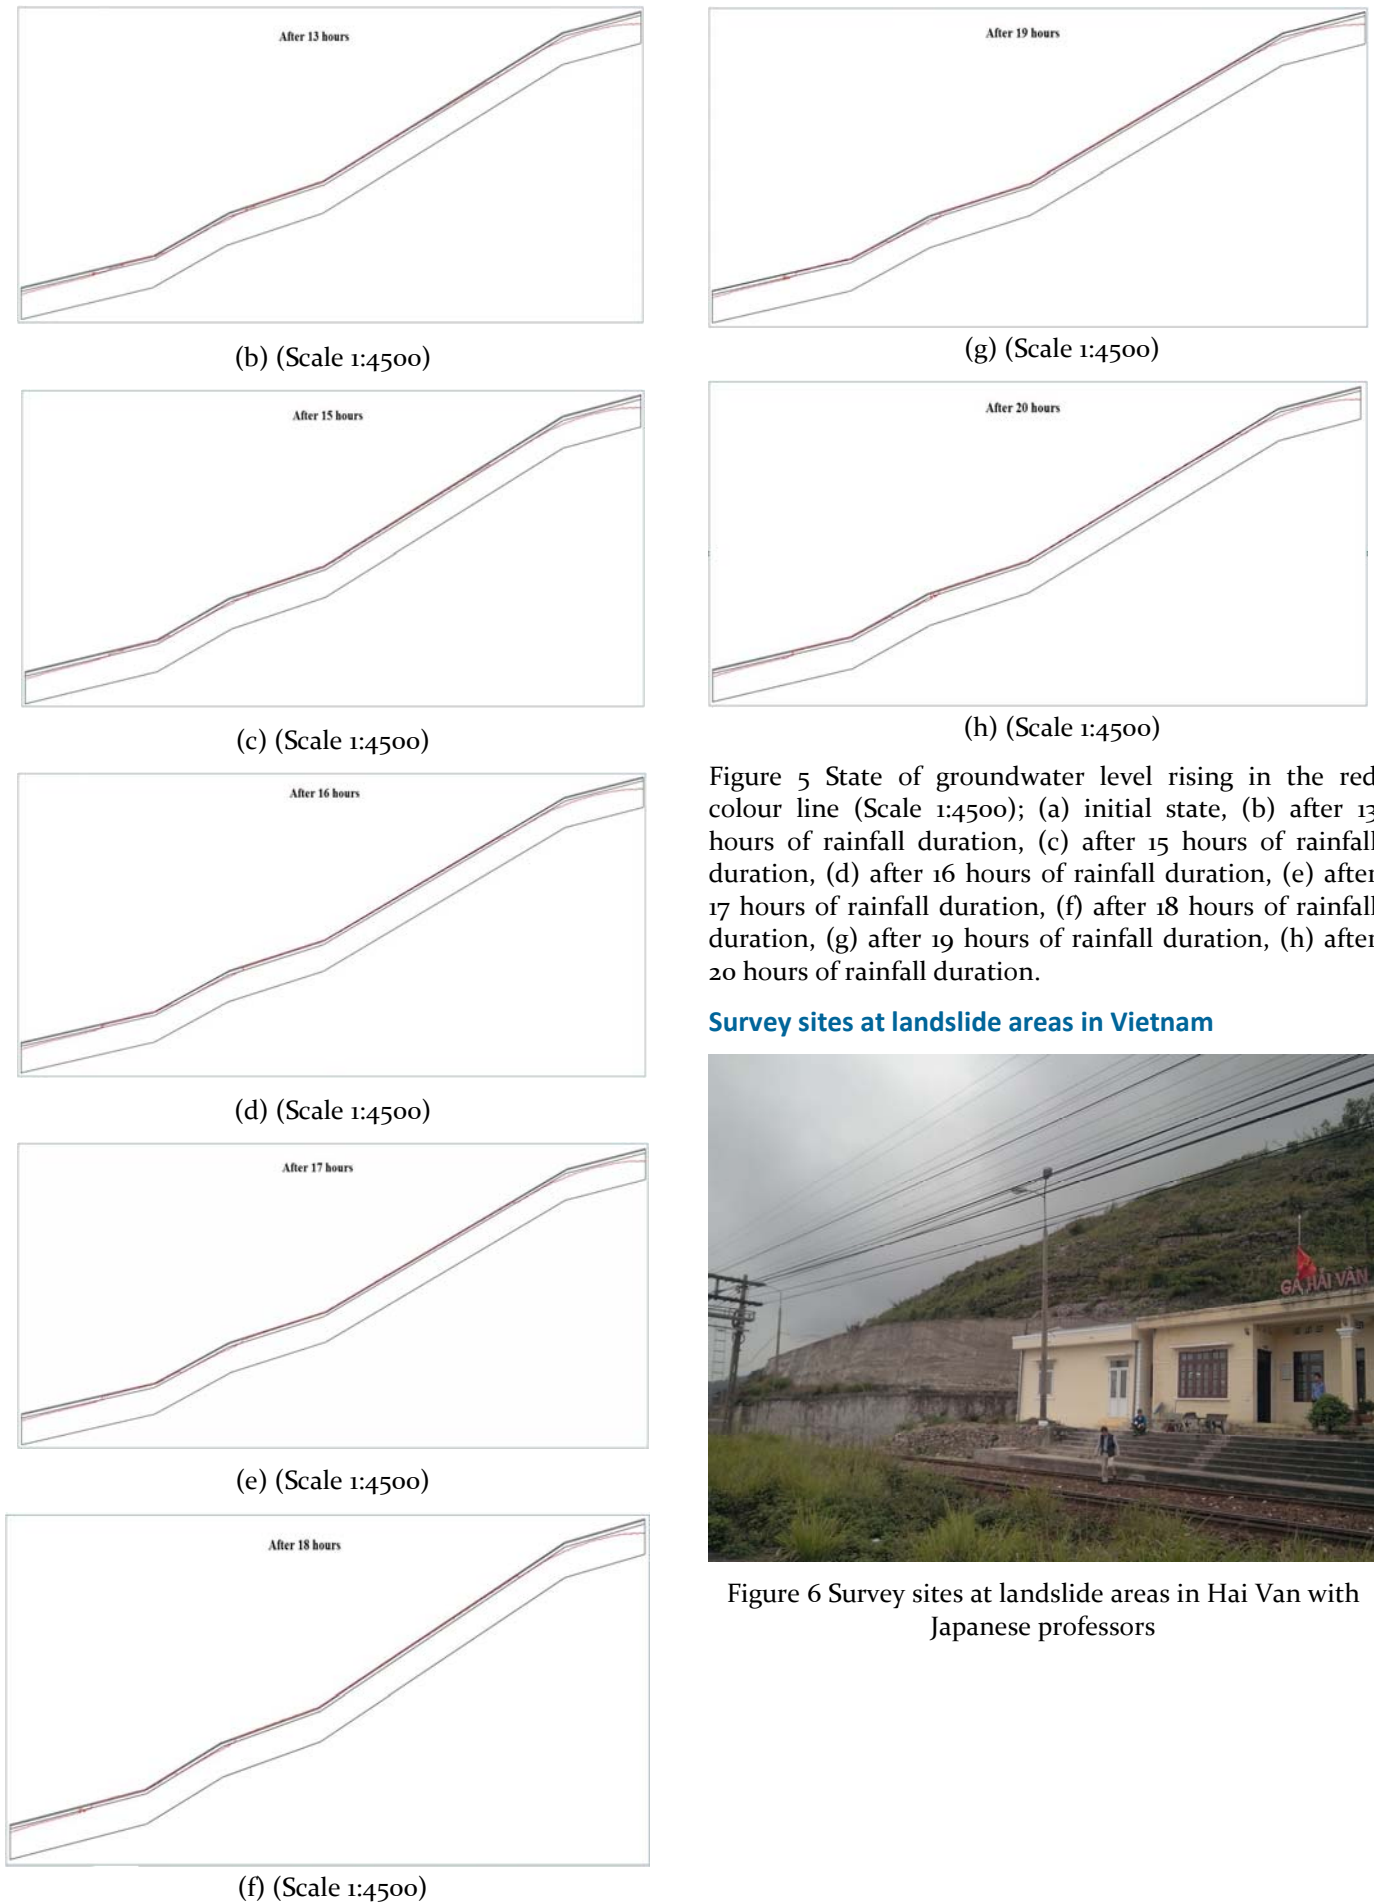 After 13 hours
(b) (Scale 1:4500)
After 15 hours
(c) (Scale 1:4500)
After 16 hours
(d) (Scale 1:4500)
After 17 hours
(e) (Scale 1:4500)
After 18 hours
(f) (Scale 1:4500)
After 19 hours
(g) (Scale 1:4500)
After 20 hours
(h) (Scale 1:4500)
Figure 5 State of groundwater level rising in the red
colour line (Scale 1:4500); (a) initial state, (b) after 13
hours of rainfall duration, (c) after 15 hours of rainfall
duration, (d) after 16 hours of rainfall duration, (e) after
17 hours of rainfall duration, (f) after 18 hours of rainfall
duration, (g) after 19 hours of rainfall duration, (h) after
20 hours of rainfall duration.
Survey sites at landslide areas in Vietnam
GA HẢI VÂN
Figure 6 Survey sites at landslide areas in Hai Van with
Japanese professors